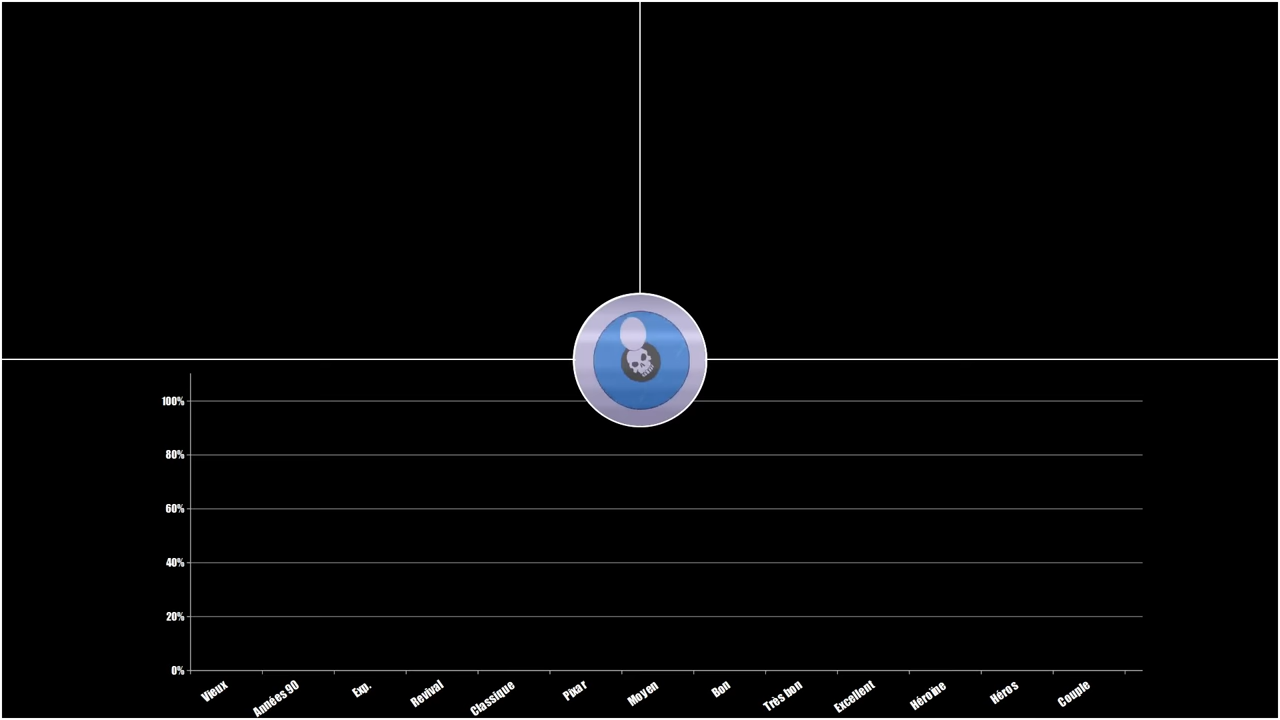 100%
80%
60%
40%
20%
0%
Vieux
Années 90
Exp.
Revival
Classique
Pixar
Moyen
Bon
Très bon
Excellent
Héroïne
Héros
Couple